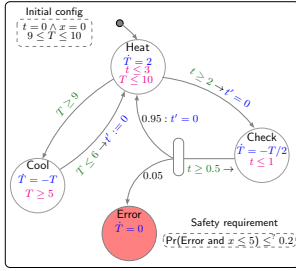 Initial config
t = 0 ∧ x = 0
9 ≤ T ≤ 10
Heat
Ṫ = 2
t ≤ 3
T ≤ 10
T ≥ 9
T ≤ 6 → t' := 0
t ≥ 2 → t' = 0
0.95 : t' = 0
Check
Ṫ = −T/2
t ≤ 1
t ≥ 0.5 →
0.05
Cool
Ṫ = −T
T ≥ 5
Error
Ṫ = 0
Safety requirement
Pr(Error and x ≤ 5) ≤ 0.2